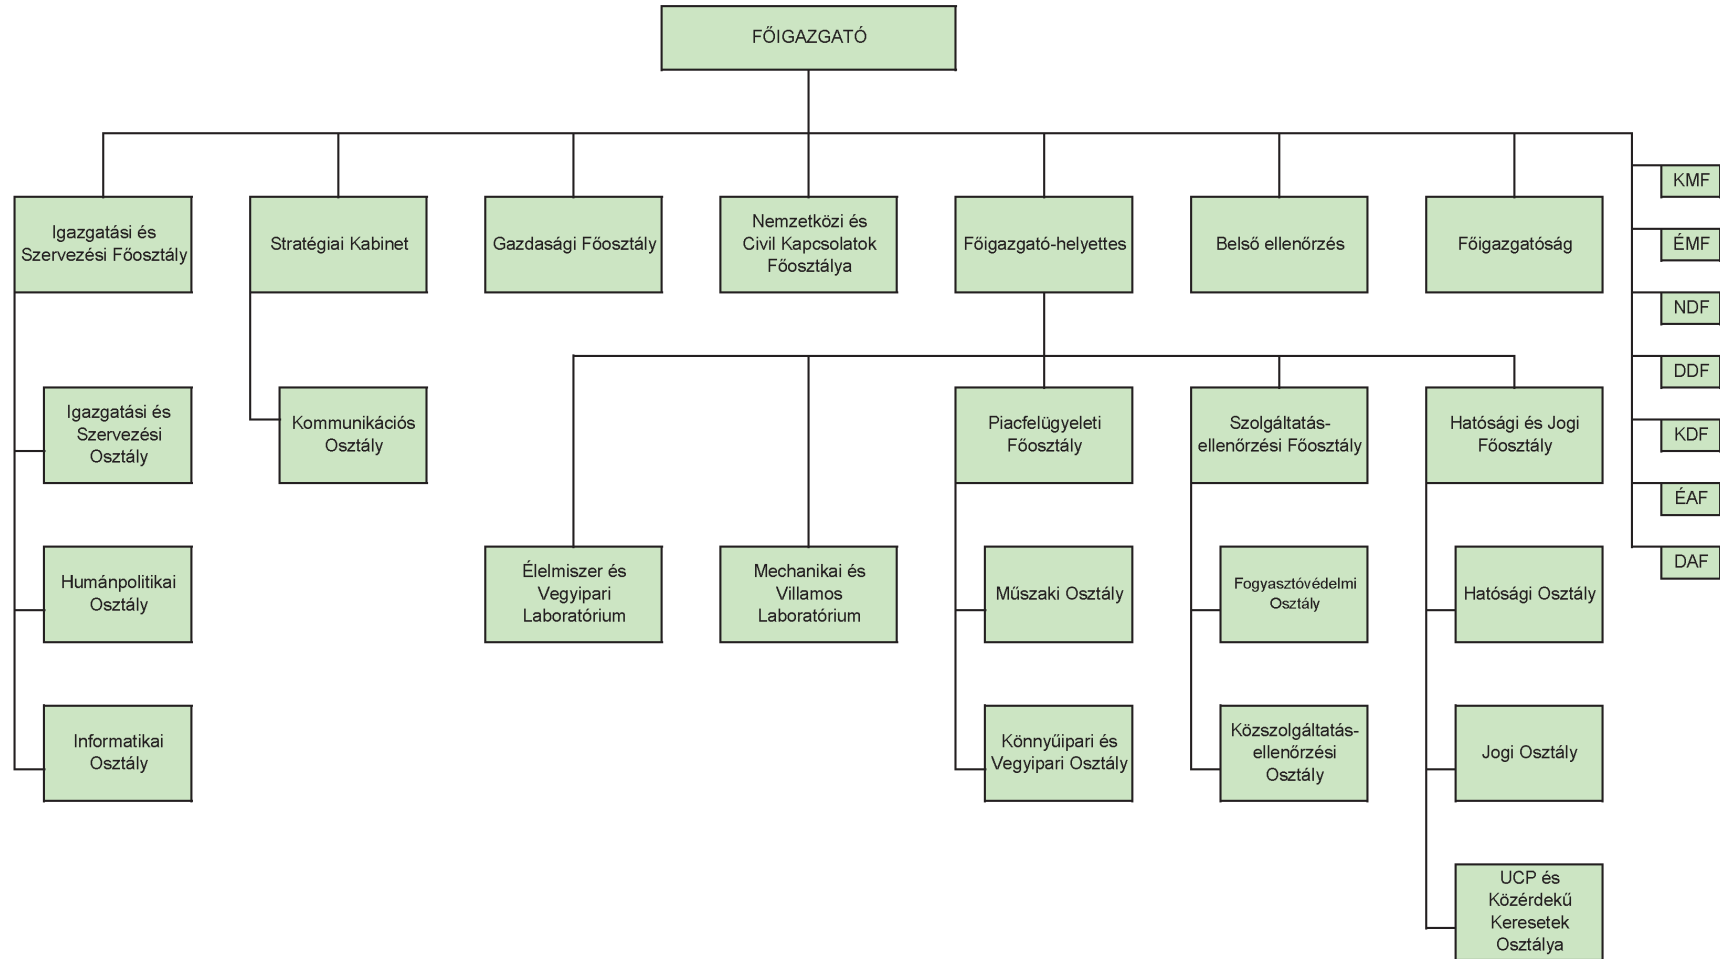 FŐIGAZGATÓ
Igazgatási és
Szervezési Főosztály
Stratégiai Kabinet
Gazdasági Főosztály
Nemzetközi és
Civil Kapcsolatok
Főosztálya
Főigazgató-helyettes
Belső ellenőrzés
Főigazgatóság
KMF
ÉMF
NDF
DDF
KDF
ÉAF
DAF
Igazgatási és
Szervezési
Osztály
Kommunikációs
Osztály
Piacfelügyeleti
Főosztály
Szolgáltatás-
ellenőrzési Főosztály
Hatósági és Jogi
Főosztály
Humánpolitikai
Osztály
Élelmiszer és
Vegyipari
Laboratórium
Mechanikai és
Villamos
Laboratórium
Műszaki Osztály
Fogyasztóvédelmi
Osztály
Hatósági Osztály
Informatikai
Osztály
Könnyűipari és
Vegyipari Osztály
Közszolgáltatás-
ellenőrzési
Osztály
Jogi Osztály
UCP és
Közérdekű
Keresetek
Osztálya